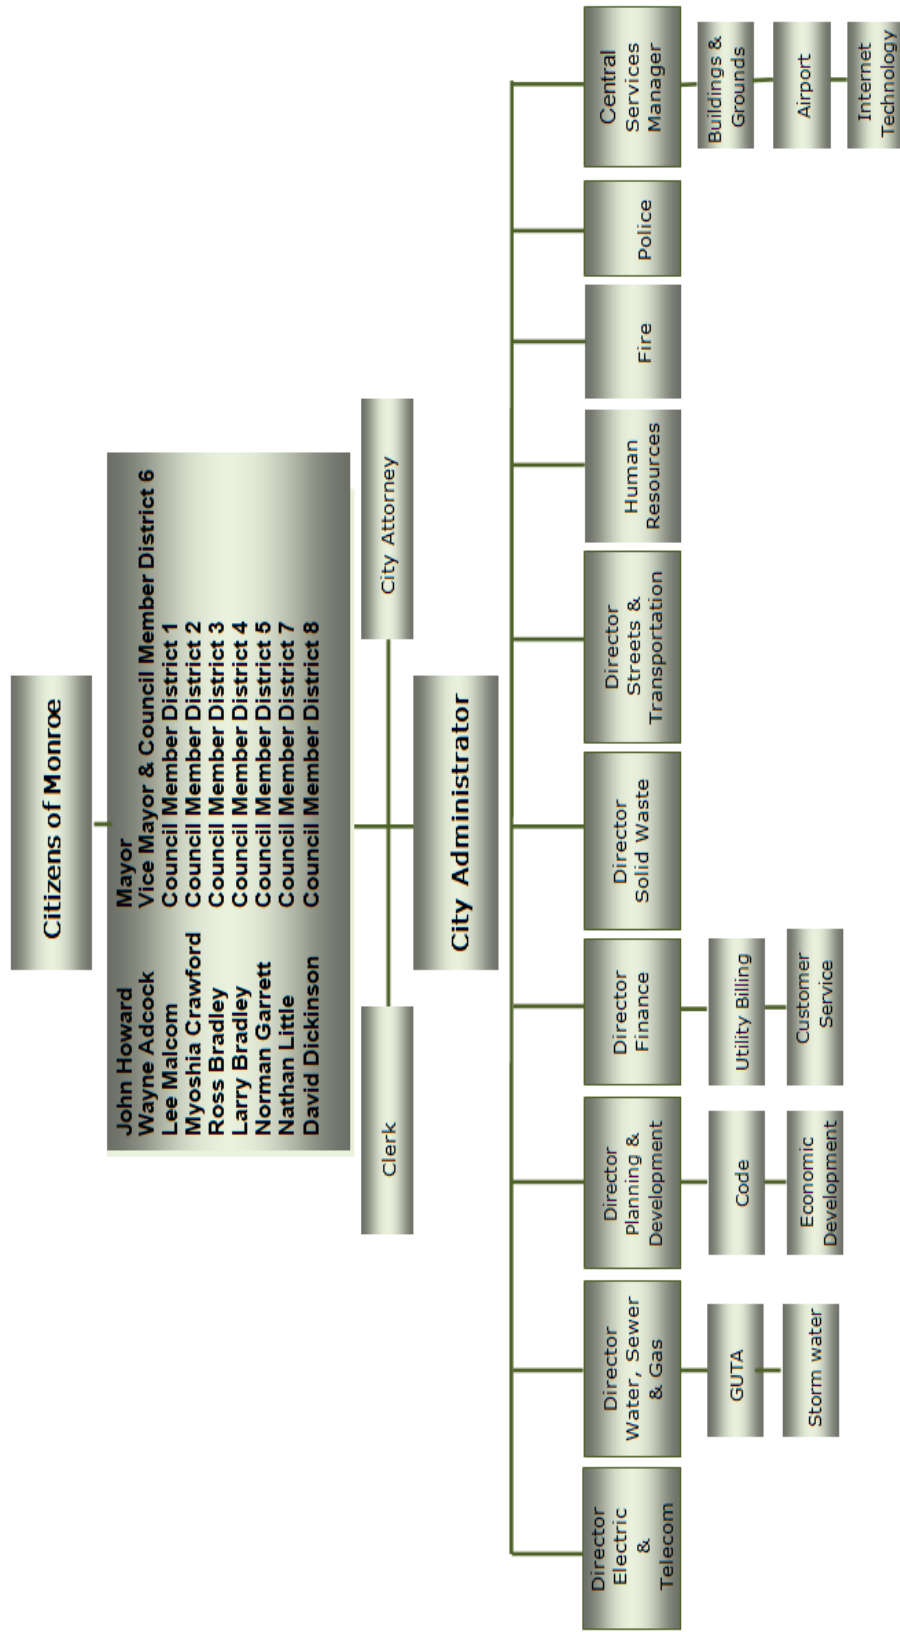 Citizens of Monroe
John Howard Mayor
Wayne Adcock Vice Mayor & Council Member District 6
Lee Malcom Council Member District 1
Myoshia Crawford Council Member District 2
Ross Bradley Council Member District 3
Larry Bradley Council Member District 4
Norman Garrett Council Member District 5
Nathan Little Council Member District 7
David Dickinson Council Member District 8
Clerk
City Attorney
City Administrator
Director
Electric
&
Telecom
Director
Water, Sewer
& Gas
GUTA
Storm water
Director
Planning &
Development
Code
Economic
Development
Director
Finance
Utility Billing
Customer
Service
Director
Solid Waste
Director
Streets &
Transportation
Human
Resources
Fire
Police
Central
Services
Manager
Buildings &
Grounds
Airport
Internet
Technology